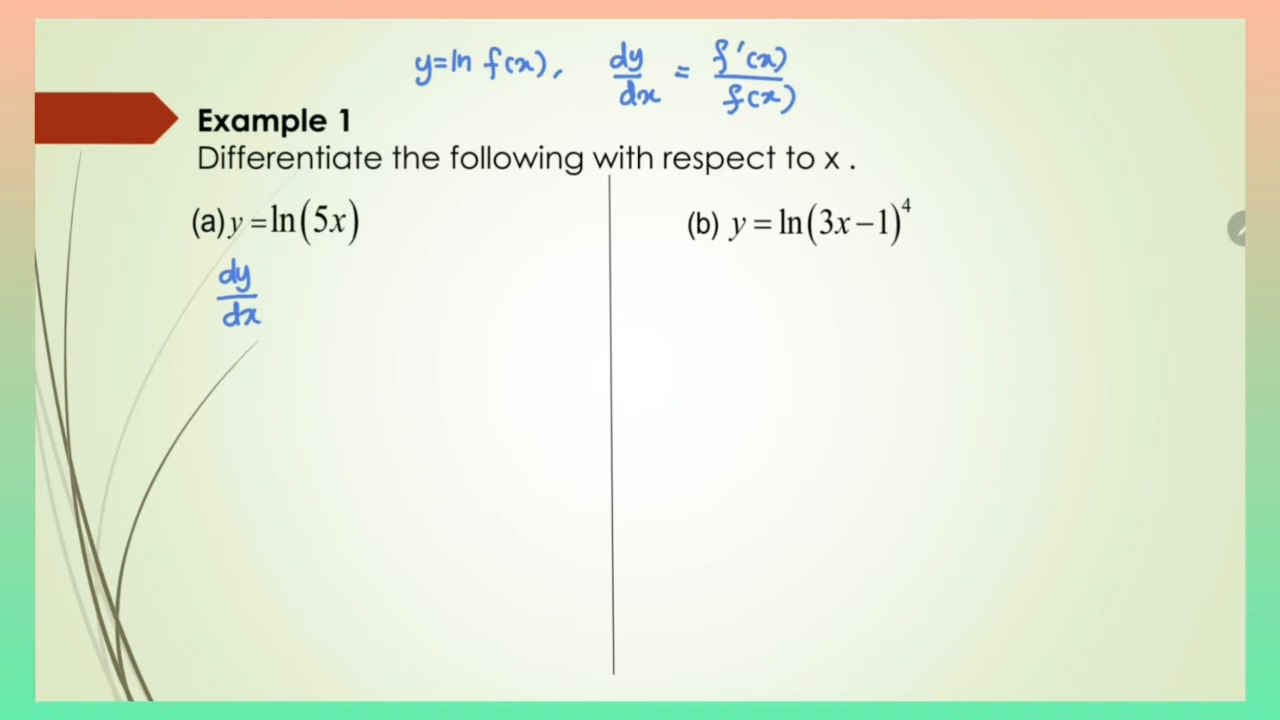 y=ln f(x), dy/dx = f'(x)/f(x)
Example 1
Differentiate the following with respect to x .
(a) y = ln(5x)
(b) y = ln(3x−1)⁴
dy/dx